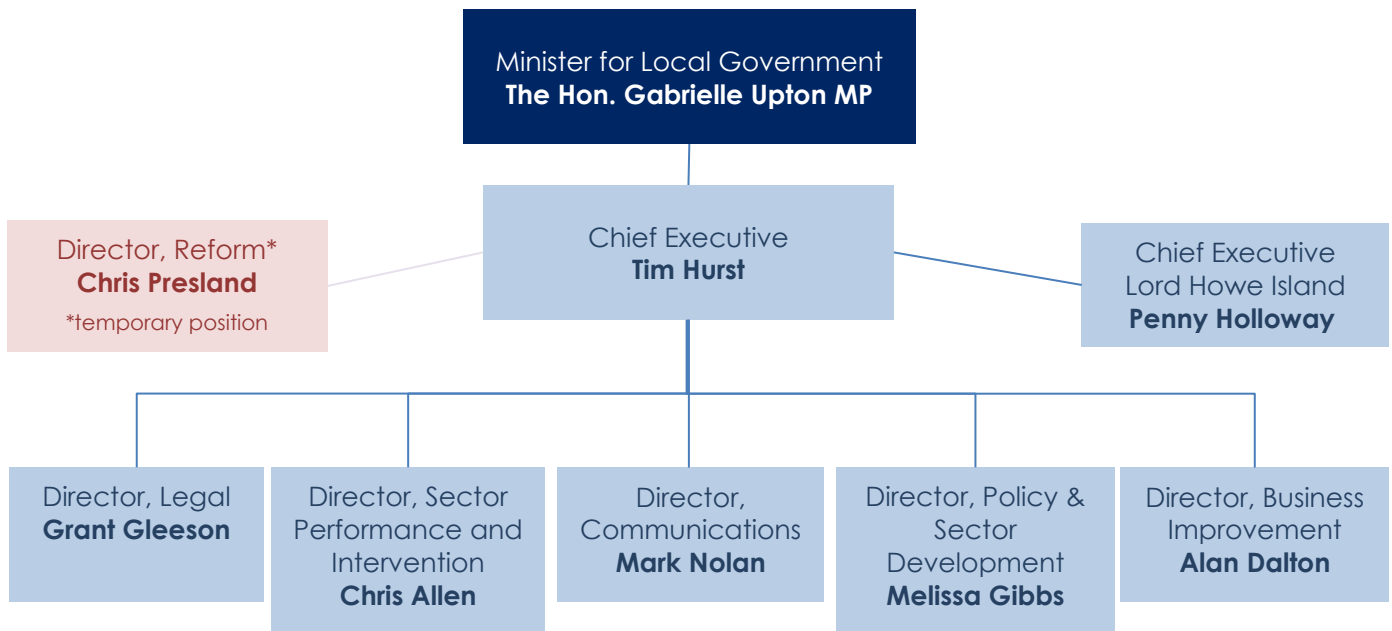 Minister for Local Government
The Hon. Gabrielle Upton MP
Chief Executive
Tim Hurst
Director, Reform*
Chris Presland
*temporary position
Chief Executive
Lord Howe Island
Penny Holloway
Director, Legal
Grant Gleeson
Director, Sector
Performance and
Intervention
Chris Allen
Director,
Communications
Mark Nolan
Director, Policy &
Sector
Development
Melissa Gibbs
Director, Business
Improvement
Alan Dalton